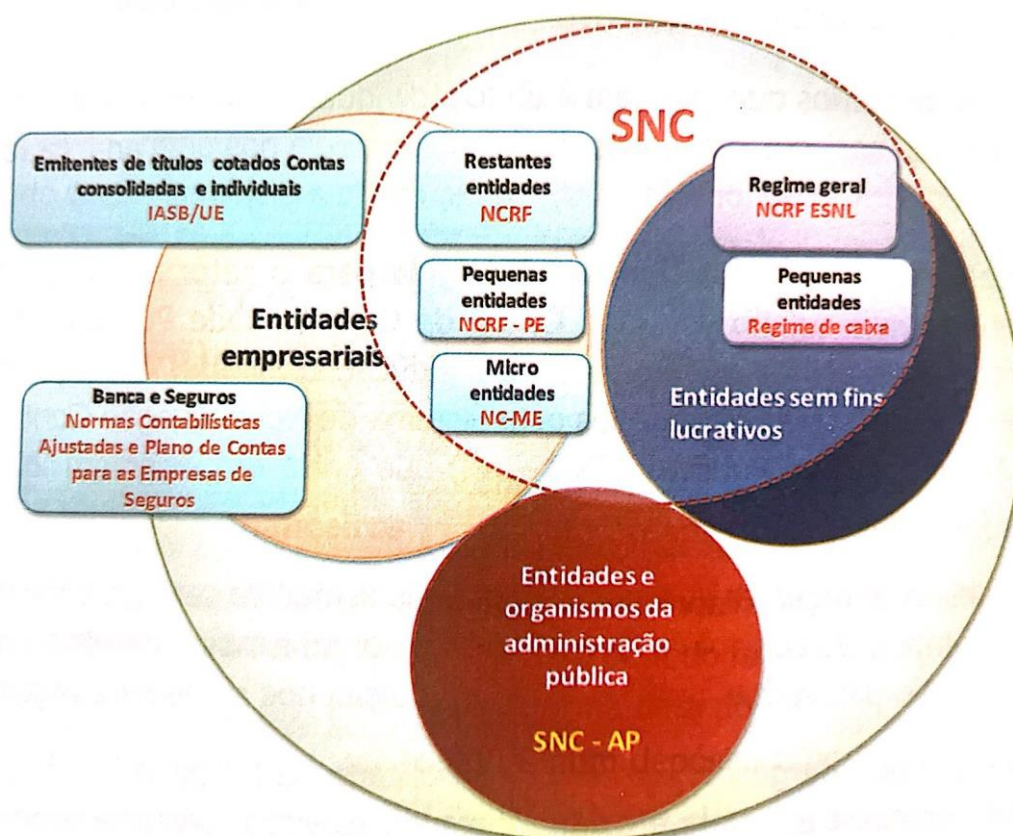 SNC
Emitentes de títulos cotados Contas
consolidadas e individuais
IASB/UE
Restantes
entidades
NCRF
Regime geral
NCRF ESNL
Pequenas
entidades
NCRF - PE
Pequenas
entidades
Regime de caixa
Entidades
empresariais
Micro
entidades
NC-ME
Banca e Seguros
Normas Contabilísticas
Ajustadas e Plano de Contas
para as Empresas de
Seguros
Entidades sem fins
lucrativos
Entidades e
organismos da
administração
pública
SNC - AP